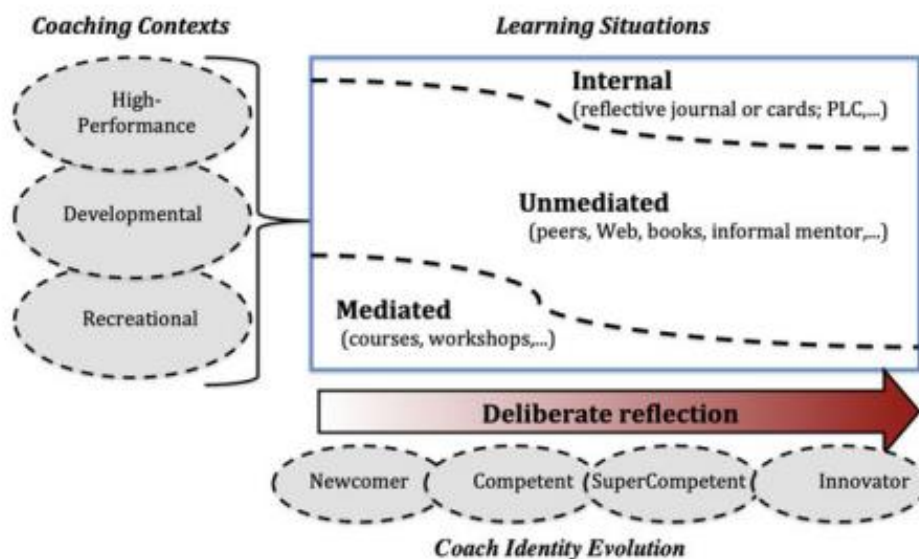 Coaching Contexts
Learning Situations
High-
Performance
Developmental
Recreational
Internal
(reflective journal or cards; PLC,...)
Unmediated
(peers, Web, books, informal mentor,...)
Mediated
(courses, workshops,...)
Deliberate reflection
Newcomer
Competent
SuperCompetent
Innovator
Coach Identity Evolution